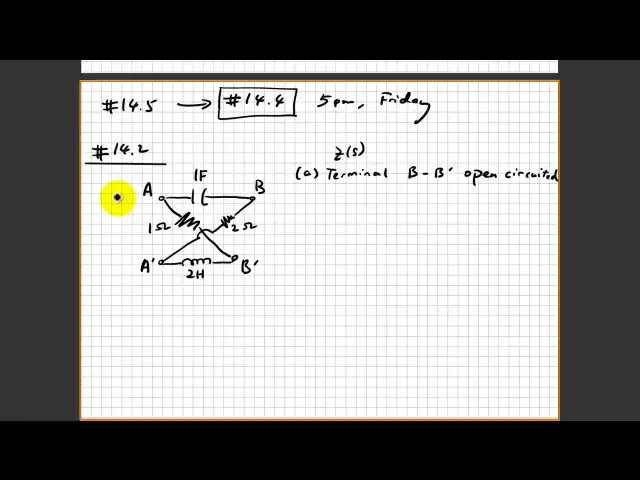 #14.5 → #14.4 5pm, Friday
#14.2
z(s)
(a) Terminal B-B' open circuited
A 1F B
1Ω 2Ω
A' 2H B'